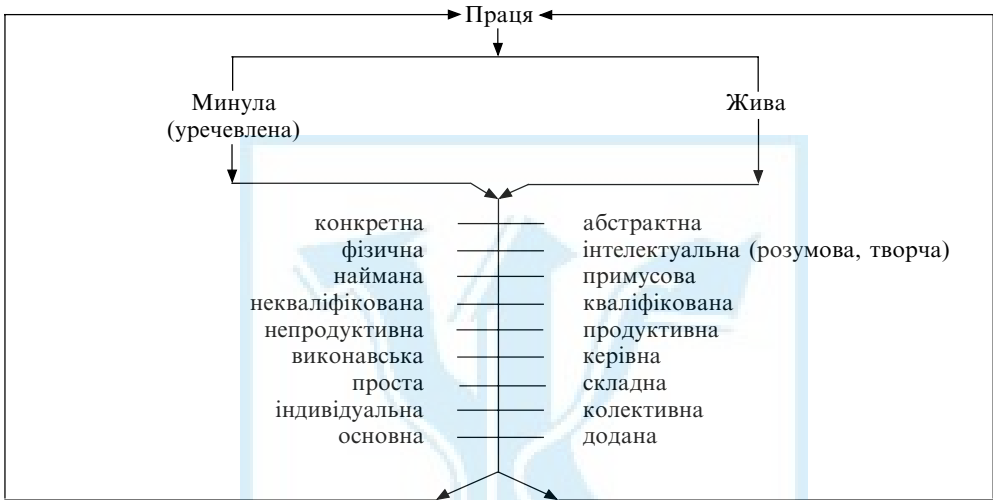 Праця
Минула
(уречевлена)
Жива
конкретна
абстрактна
фізична
інтелектуальна (розумова, творча)
наймана
примусова
некваліфікована
кваліфікована
непродуктивна
продуктивна
виконавська
керівна
проста
складна
індивідуальна
колективна
основна
додана